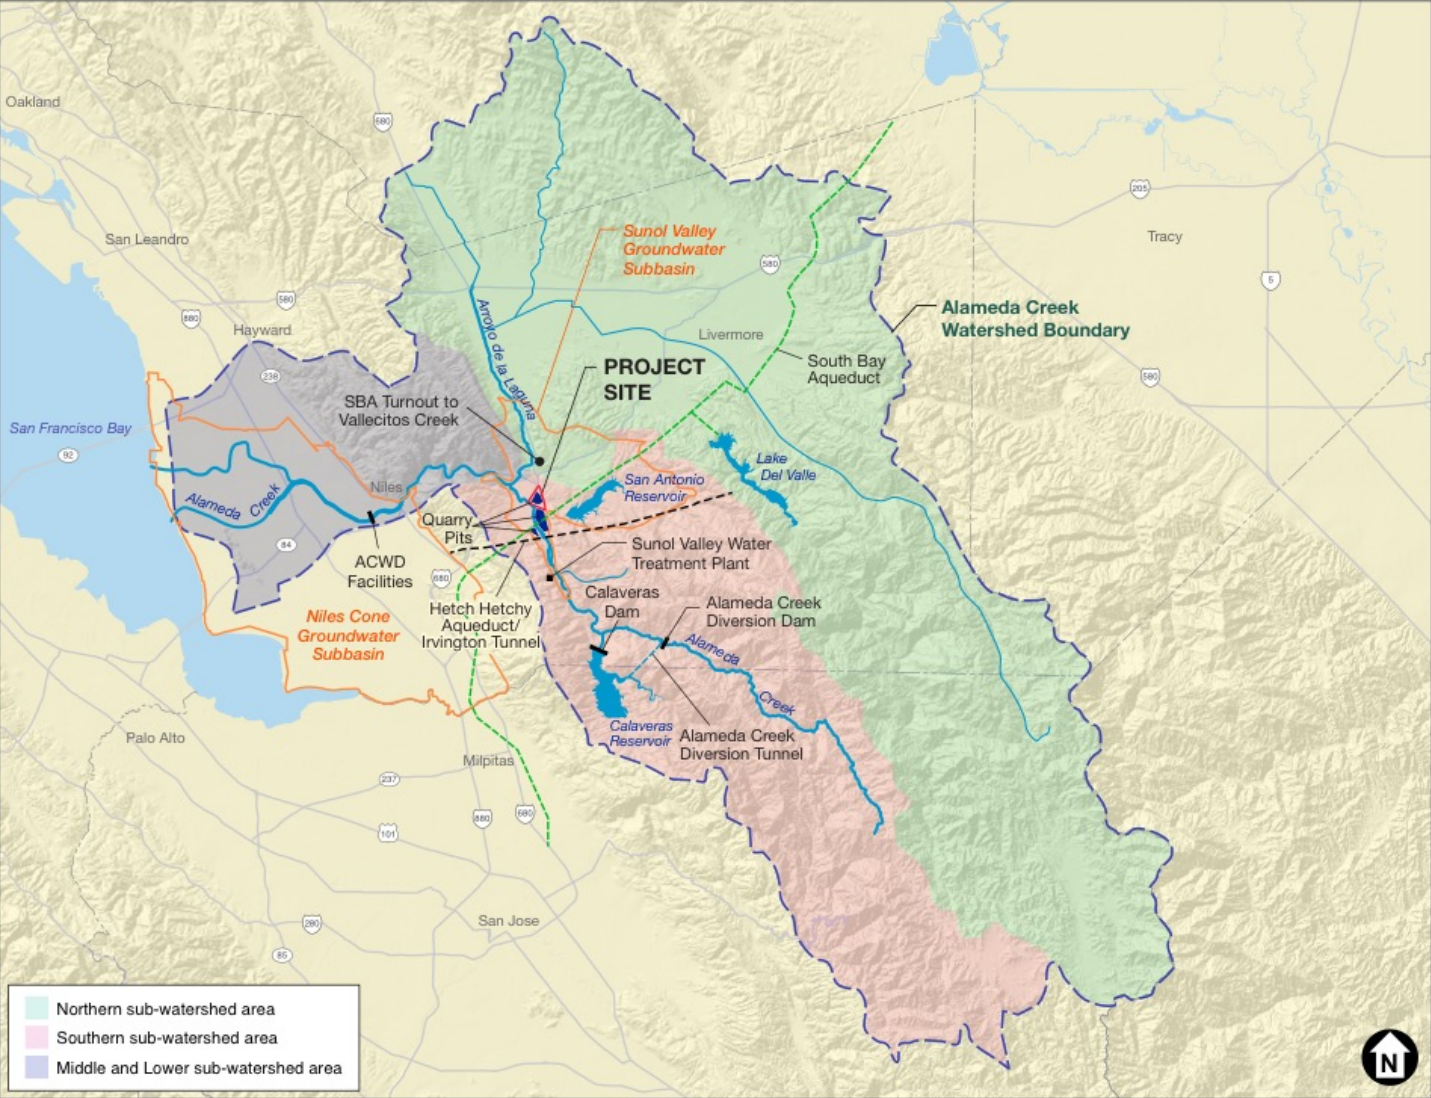 Oakland
680
San Leandro
205
Tracy
Sunol Valley
Groundwater
Subbasin
580
5
580
880
Hayward
Arroyo de la Laguna
Livermore
Alameda Creek
Watershed Boundary
238
PROJECT
SITE
South Bay
Aqueduct
580
SBA Turnout to
Vallecitos Creek
San Francisco Bay
92
Lake
Del Valle
Niles
San Antonio
Reservoir
Alameda Creek
Quarry
Pits
84
ACWD
Facilities
680
Sunol Valley Water
Treatment Plant
Calaveras
Dam
Alameda Creek
Diversion Dam
Hetch Hetchy
Aqueduct/
Irvington Tunnel
Niles Cone
Groundwater
Subbasin
Alameda
Creek
Calaveras
Reservoir
Alameda Creek
Diversion Tunnel
Palo Alto
Milpitas
237
880
680
101
San Jose
280
85
Northern sub-watershed area
Southern sub-watershed area
Middle and Lower sub-watershed area
N